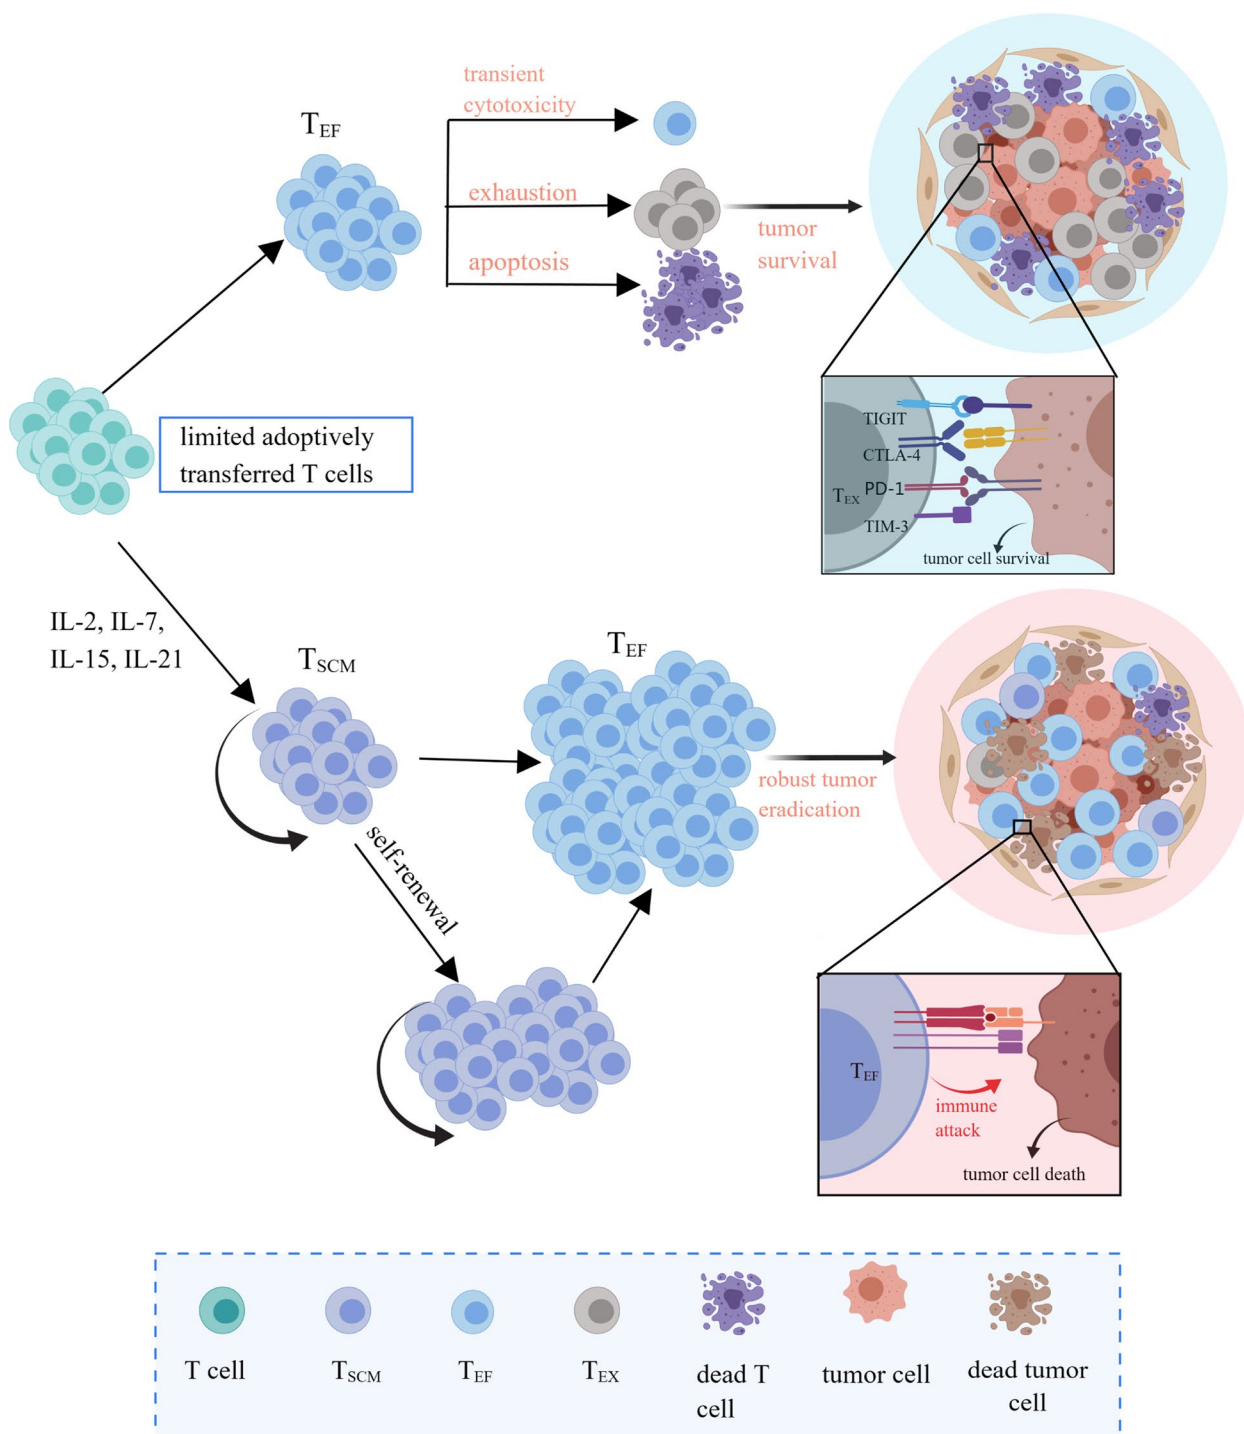 transient
cytotoxicity
TEF
exhaustion
apoptosis
tumor
survival
limited adoptively
transferred T cells
TIGIT
CTLA-4
TEX
PD-1
TIM-3
tumor cell survival
IL-2, IL-7,
IL-15, IL-21
TSCM
TEF
self-renewal
robust tumor
eradication
TEF
immune
attack
tumor cell death
T cell
TSCM
TEF
TEX
dead T
cell
tumor cell
dead tumor
cell